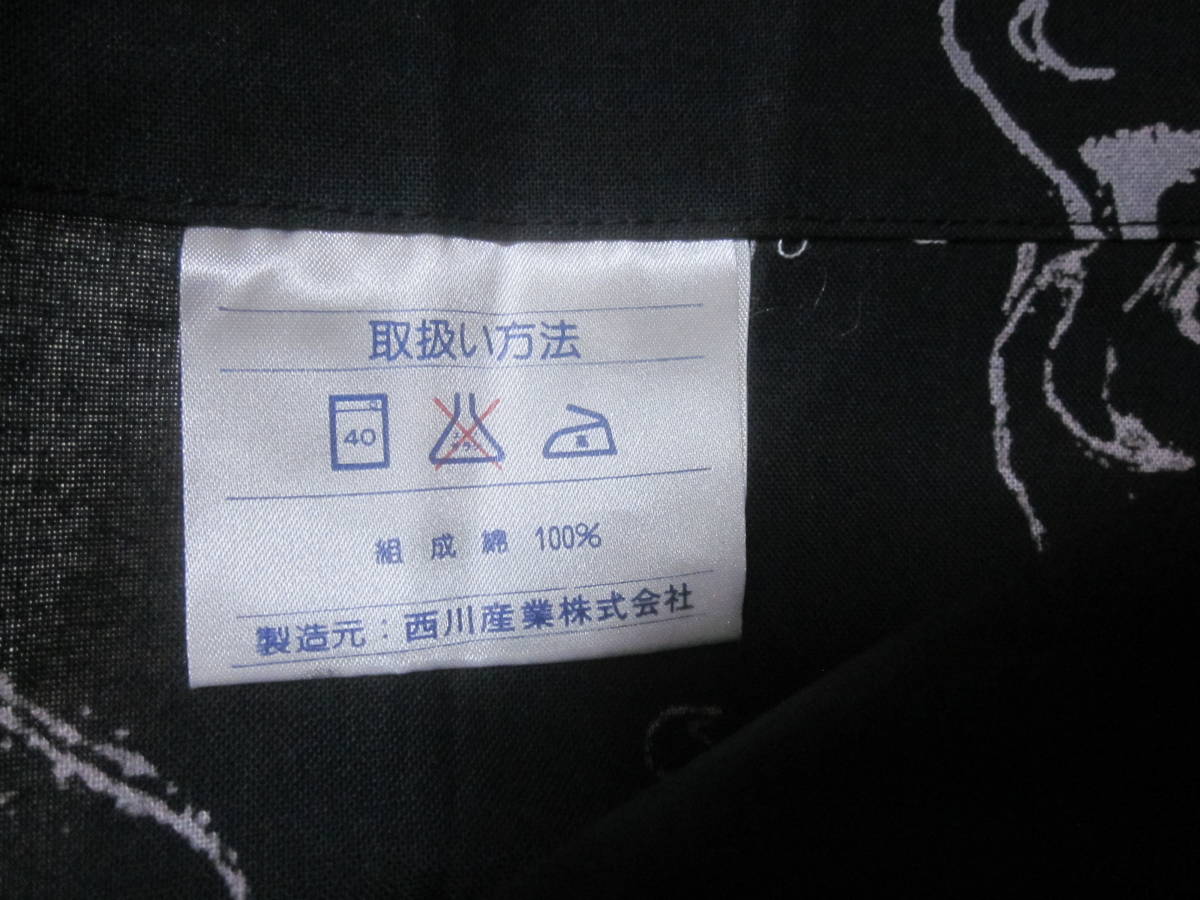 取扱い方法
40
組成 綿 100%
製造元：西川産業株式会社